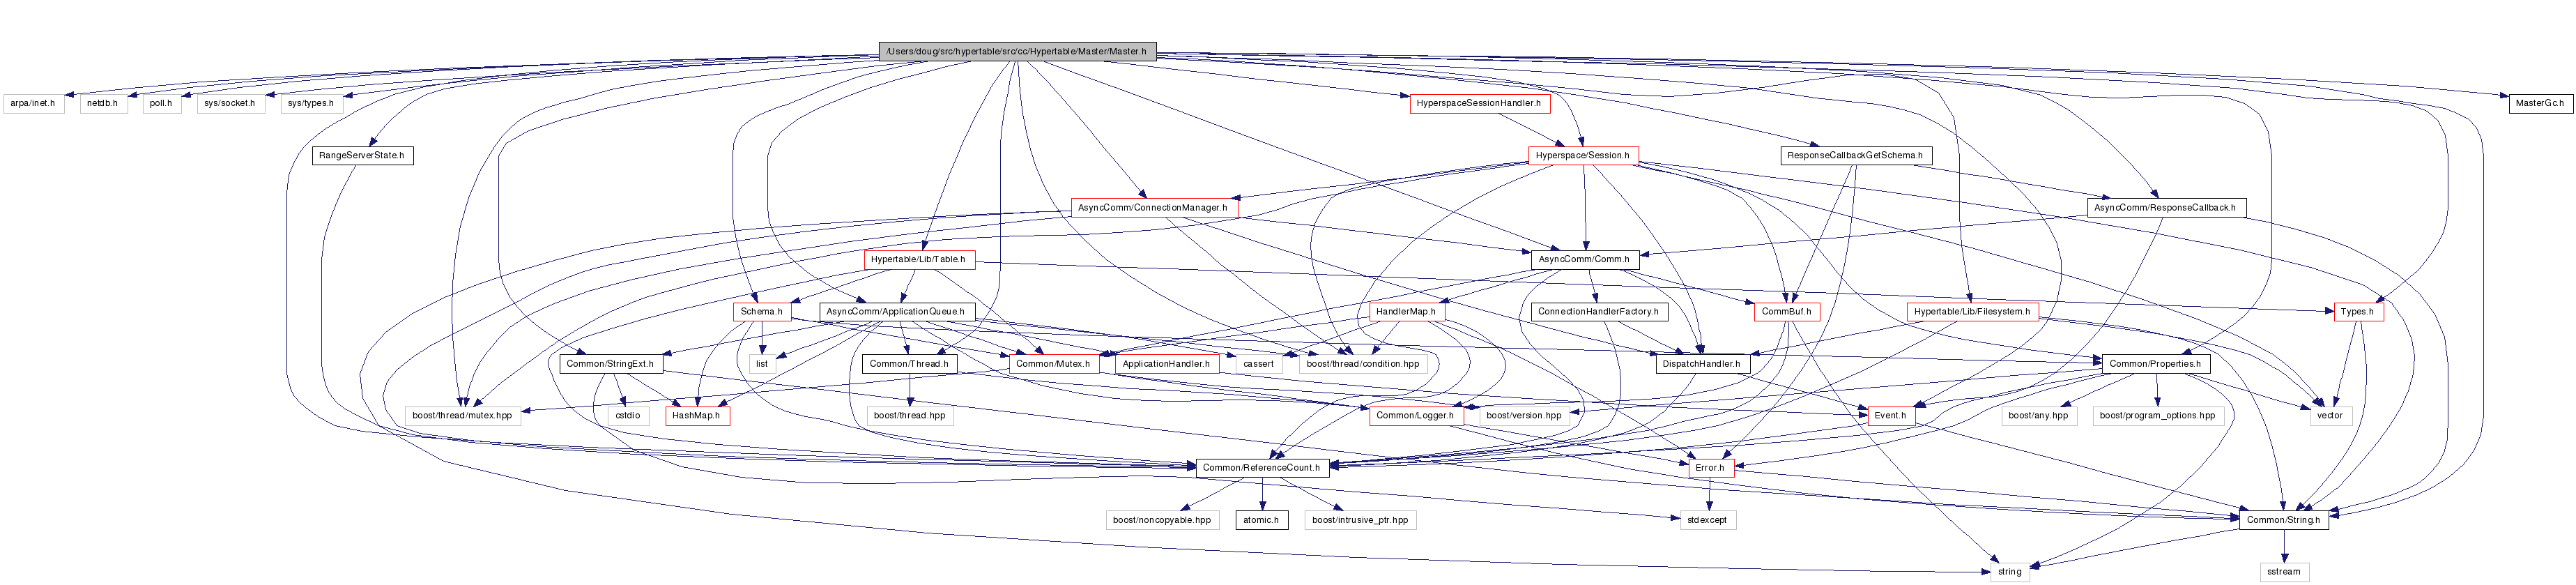 /Users/doug/src/hypertable/src/cc/Hypertable/Master/Master.h
arpa/inet.h
netdb.h
poll.h
sys/socket.h
sys/types.h
HyperspaceSessionHandler.h
MasterGc.h
RangeServerState.h
Hyperspace/Session.h
ResponseCallbackGetSchema.h
AsyncComm/ConnectionManager.h
AsyncComm/ResponseCallback.h
Hypertable/Lib/Table.h
AsyncComm/Comm.h
Schema.h
AsyncComm/ApplicationQueue.h
HandlerMap.h
ConnectionHandlerFactory.h
CommBuf.h
Hypertable/Lib/Filesystem.h
Types.h
Common/StringExt.h
list
Common/Thread.h
Common/Mutex.h
ApplicationHandler.h
cassert
boost/thread/condition.hpp
DispatchHandler.h
Common/Properties.h
boost/thread/mutex.hpp
cstdio
HashMap.h
boost/thread.hpp
Common/Logger.h
boost/version.hpp
Event.h
boost/any.hpp
boost/program_options.hpp
vector
Common/ReferenceCount.h
Error.h
boost/noncopyable.hpp
atomic.h
boost/intrusive_ptr.hpp
stdexcept
Common/String.h
string
sstream